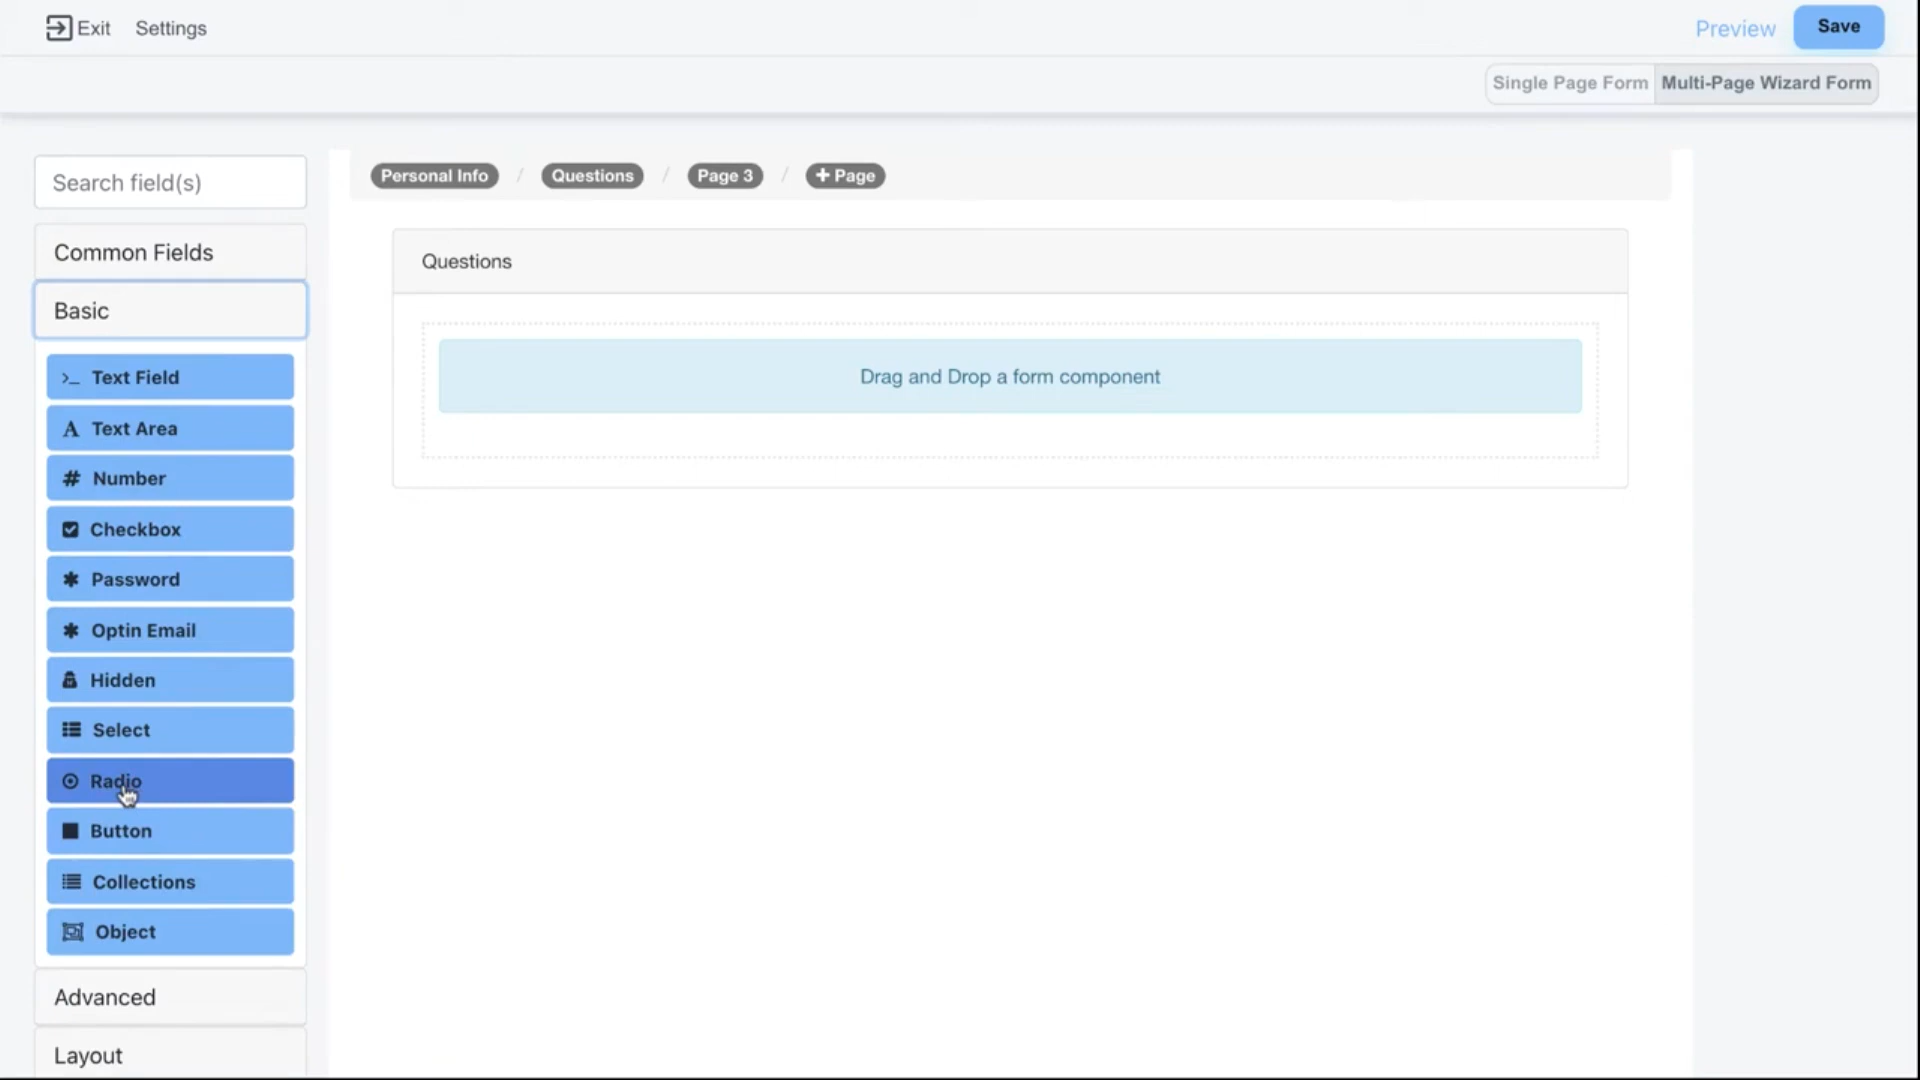 Exit Settings Preview Save
Single Page Form Multi-Page Wizard Form
Search field(s)
Personal Info / Questions / Page 3 / + Page
Common Fields
Questions
Basic
Drag and Drop a form component
>_ Text Field
A Text Area
# Number
Checkbox
Password
Optin Email
Hidden
Select
Radio
Button
Collections
Object
Advanced
Layout